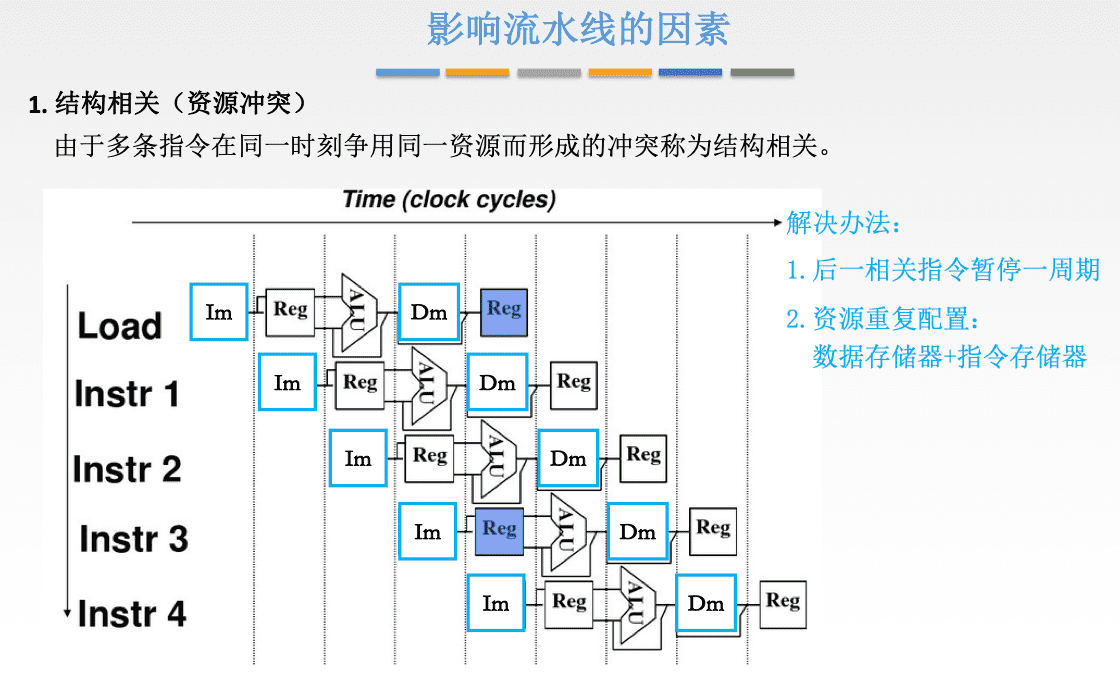 影响流水线的因素
1. 结构相关（资源冲突）
由于多条指令在同一时刻争用同一资源而形成的冲突称为结构相关。
Time (clock cycles)
解决办法：
1. 后一相关指令暂停一周期
2. 资源重复配置：
数据存储器+指令存储器
Load Im Reg ALU Dm Reg
Instr 1 Im Reg ALU Dm Reg
Instr 2 Im Reg ALU Dm Reg
Instr 3 Im Reg ALU Dm Reg
Instr 4 Im Reg ALU Dm Reg